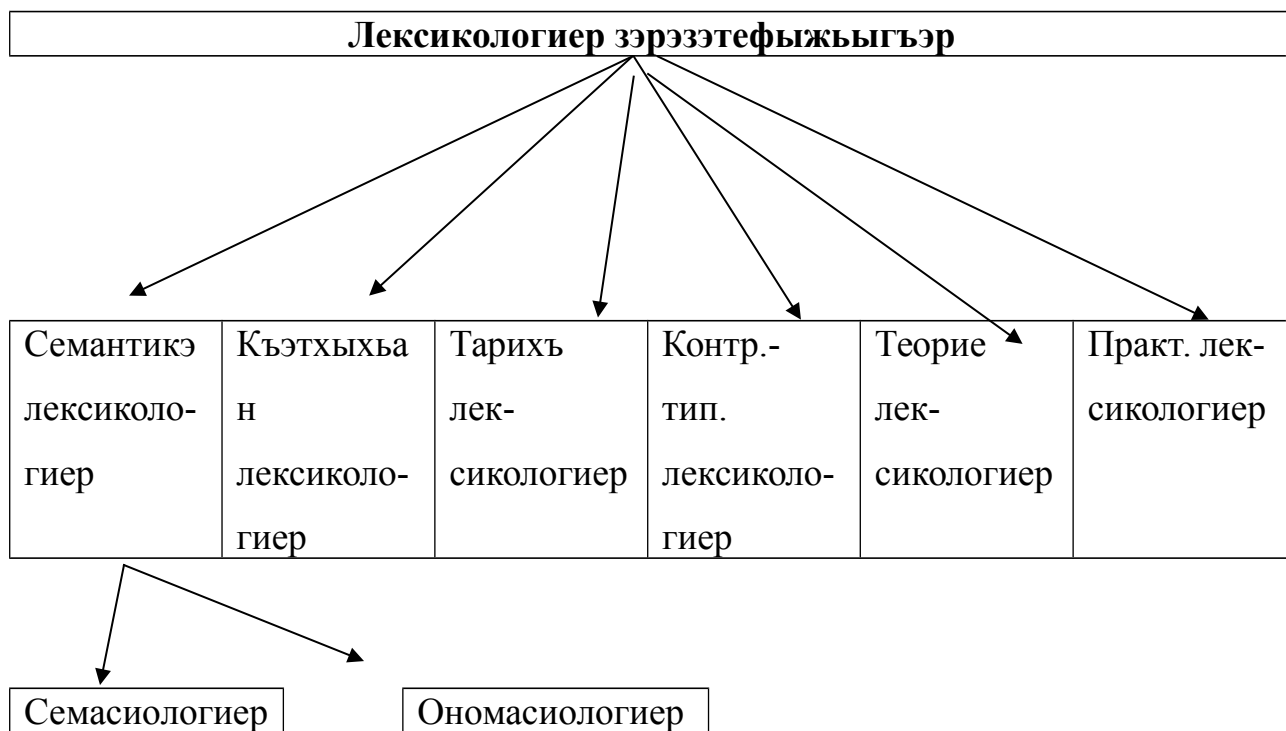 Лексикологиер зэрэзэтефыжьыгъэр
Семантикэ
лексиколо-
гиер
Къэтхыхьа
н
лексиколо-
гиер
Тарихъ
лек-
сикологиер
Контр.-
тип.
лексиколо-
гиер
Теорие
лек-
сикологиер
Практ. лек-
сикологиер
Семасиологиер
Ономасиологиер